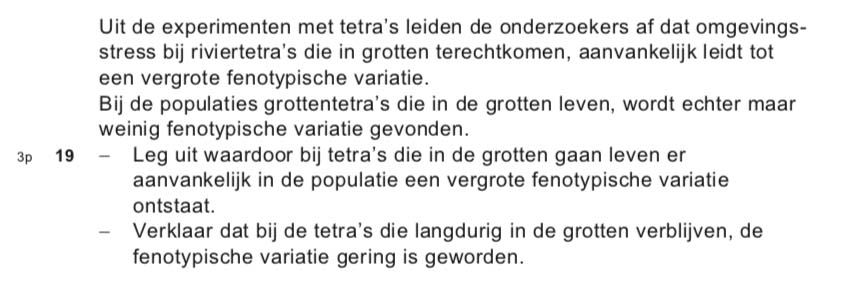 Uit de experimenten met tetra’s leiden de onderzoekers af dat omgevings-
stress bij riviertetra’s die in grotten terechtkomen, aanvankelijk leidt tot
een vergrote fenotypische variatie.
Bij de populaties grottentetra’s die in de grotten leven, wordt echter maar
weinig fenotypische variatie gevonden.
3p 19 – Leg uit waardoor bij tetra’s die in de grotten gaan leven er
aanvankelijk in de populatie een vergrote fenotypische variatie
ontstaat.
– Verklaar dat bij de tetra’s die langdurig in de grotten verblijven, de
fenotypische variatie gering is geworden.